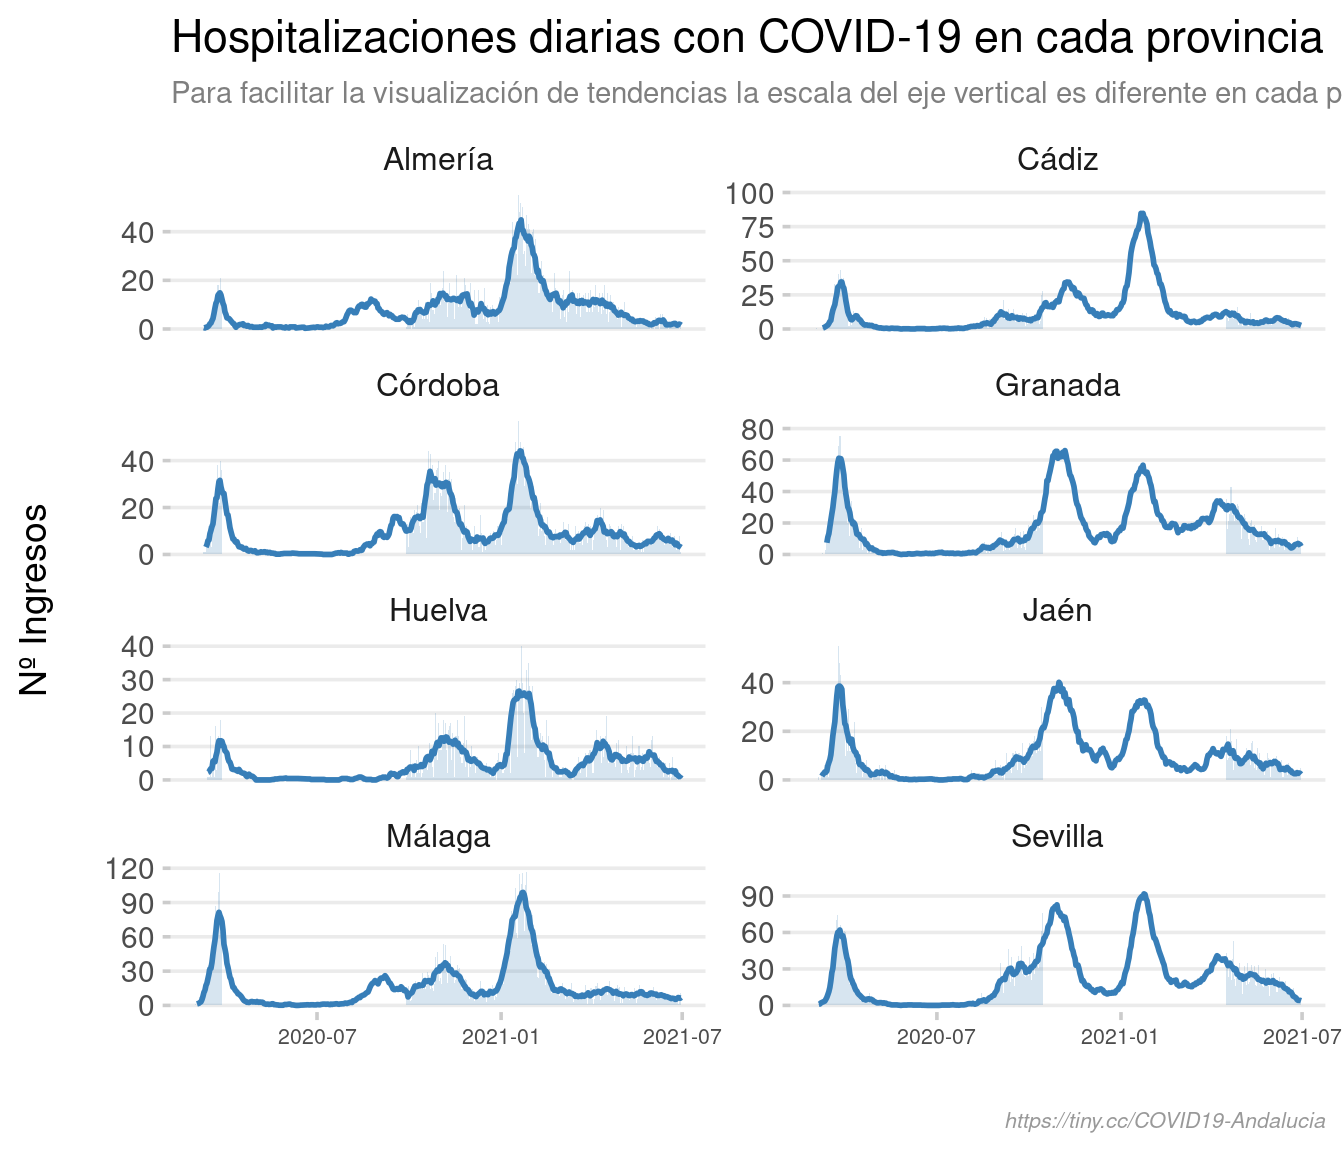 Hospitalizaciones diarias con COVID-19 en cada provincia
Para facilitar la visualización de tendencias la escala del eje vertical es diferente en cada p
Nº Ingresos
Almería
40
20
0
Cádiz
100
75
50
25
0
Córdoba
40
20
0
Granada
80
60
40
20
0
Huelva
40
30
20
10
0
Jaén
40
20
0
Málaga
120
90
60
30
0
2020-07 2021-01 2021-07
Sevilla
90
60
30
0
2020-07 2021-01 2021-07
https://tiny.cc/COVID19-Andalucia